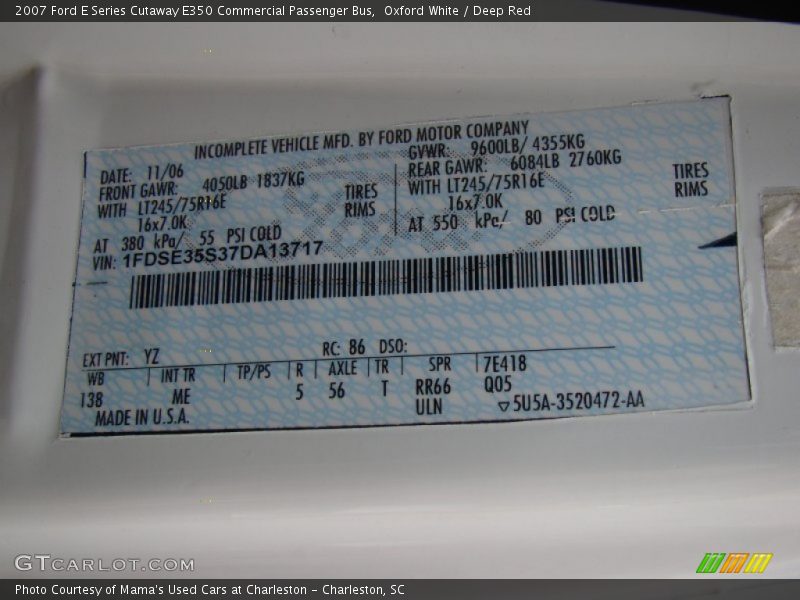 2007 Ford E Series Cutaway E350 Commercial Passenger Bus,  Oxford White / Deep Red
INCOMPLETE VEHICLE MFD. BY FORD MOTOR COMPANY
DATE: 11/06
FRONT GAWR: 4050LB 1837KG
WITH LT245/75R16E TIRES
16x7.0K RIMS
AT 380 kPa/ 55 PSI COLD
GVWR: 9600LB/ 4355KG
REAR GAWR: 6084LB 2760KG
WITH LT245/75R16E TIRES
16x7.0K RIMS
AT 550 kPa/ 80 PSI COLD
VIN: 1FDSE35S37DA13717
EXT PNT: YZ RC: 86 DSO:
WB INT TR TP/PS R AXLE TR SPR 7E418
138 ME 5 56 T RR66 Q05
MADE IN U.S.A. ULN ▽5U5A-3520472-AA
GTCARLOT.COM
Photo Courtesy of Mama's Used Cars at Charleston - Charleston, SC